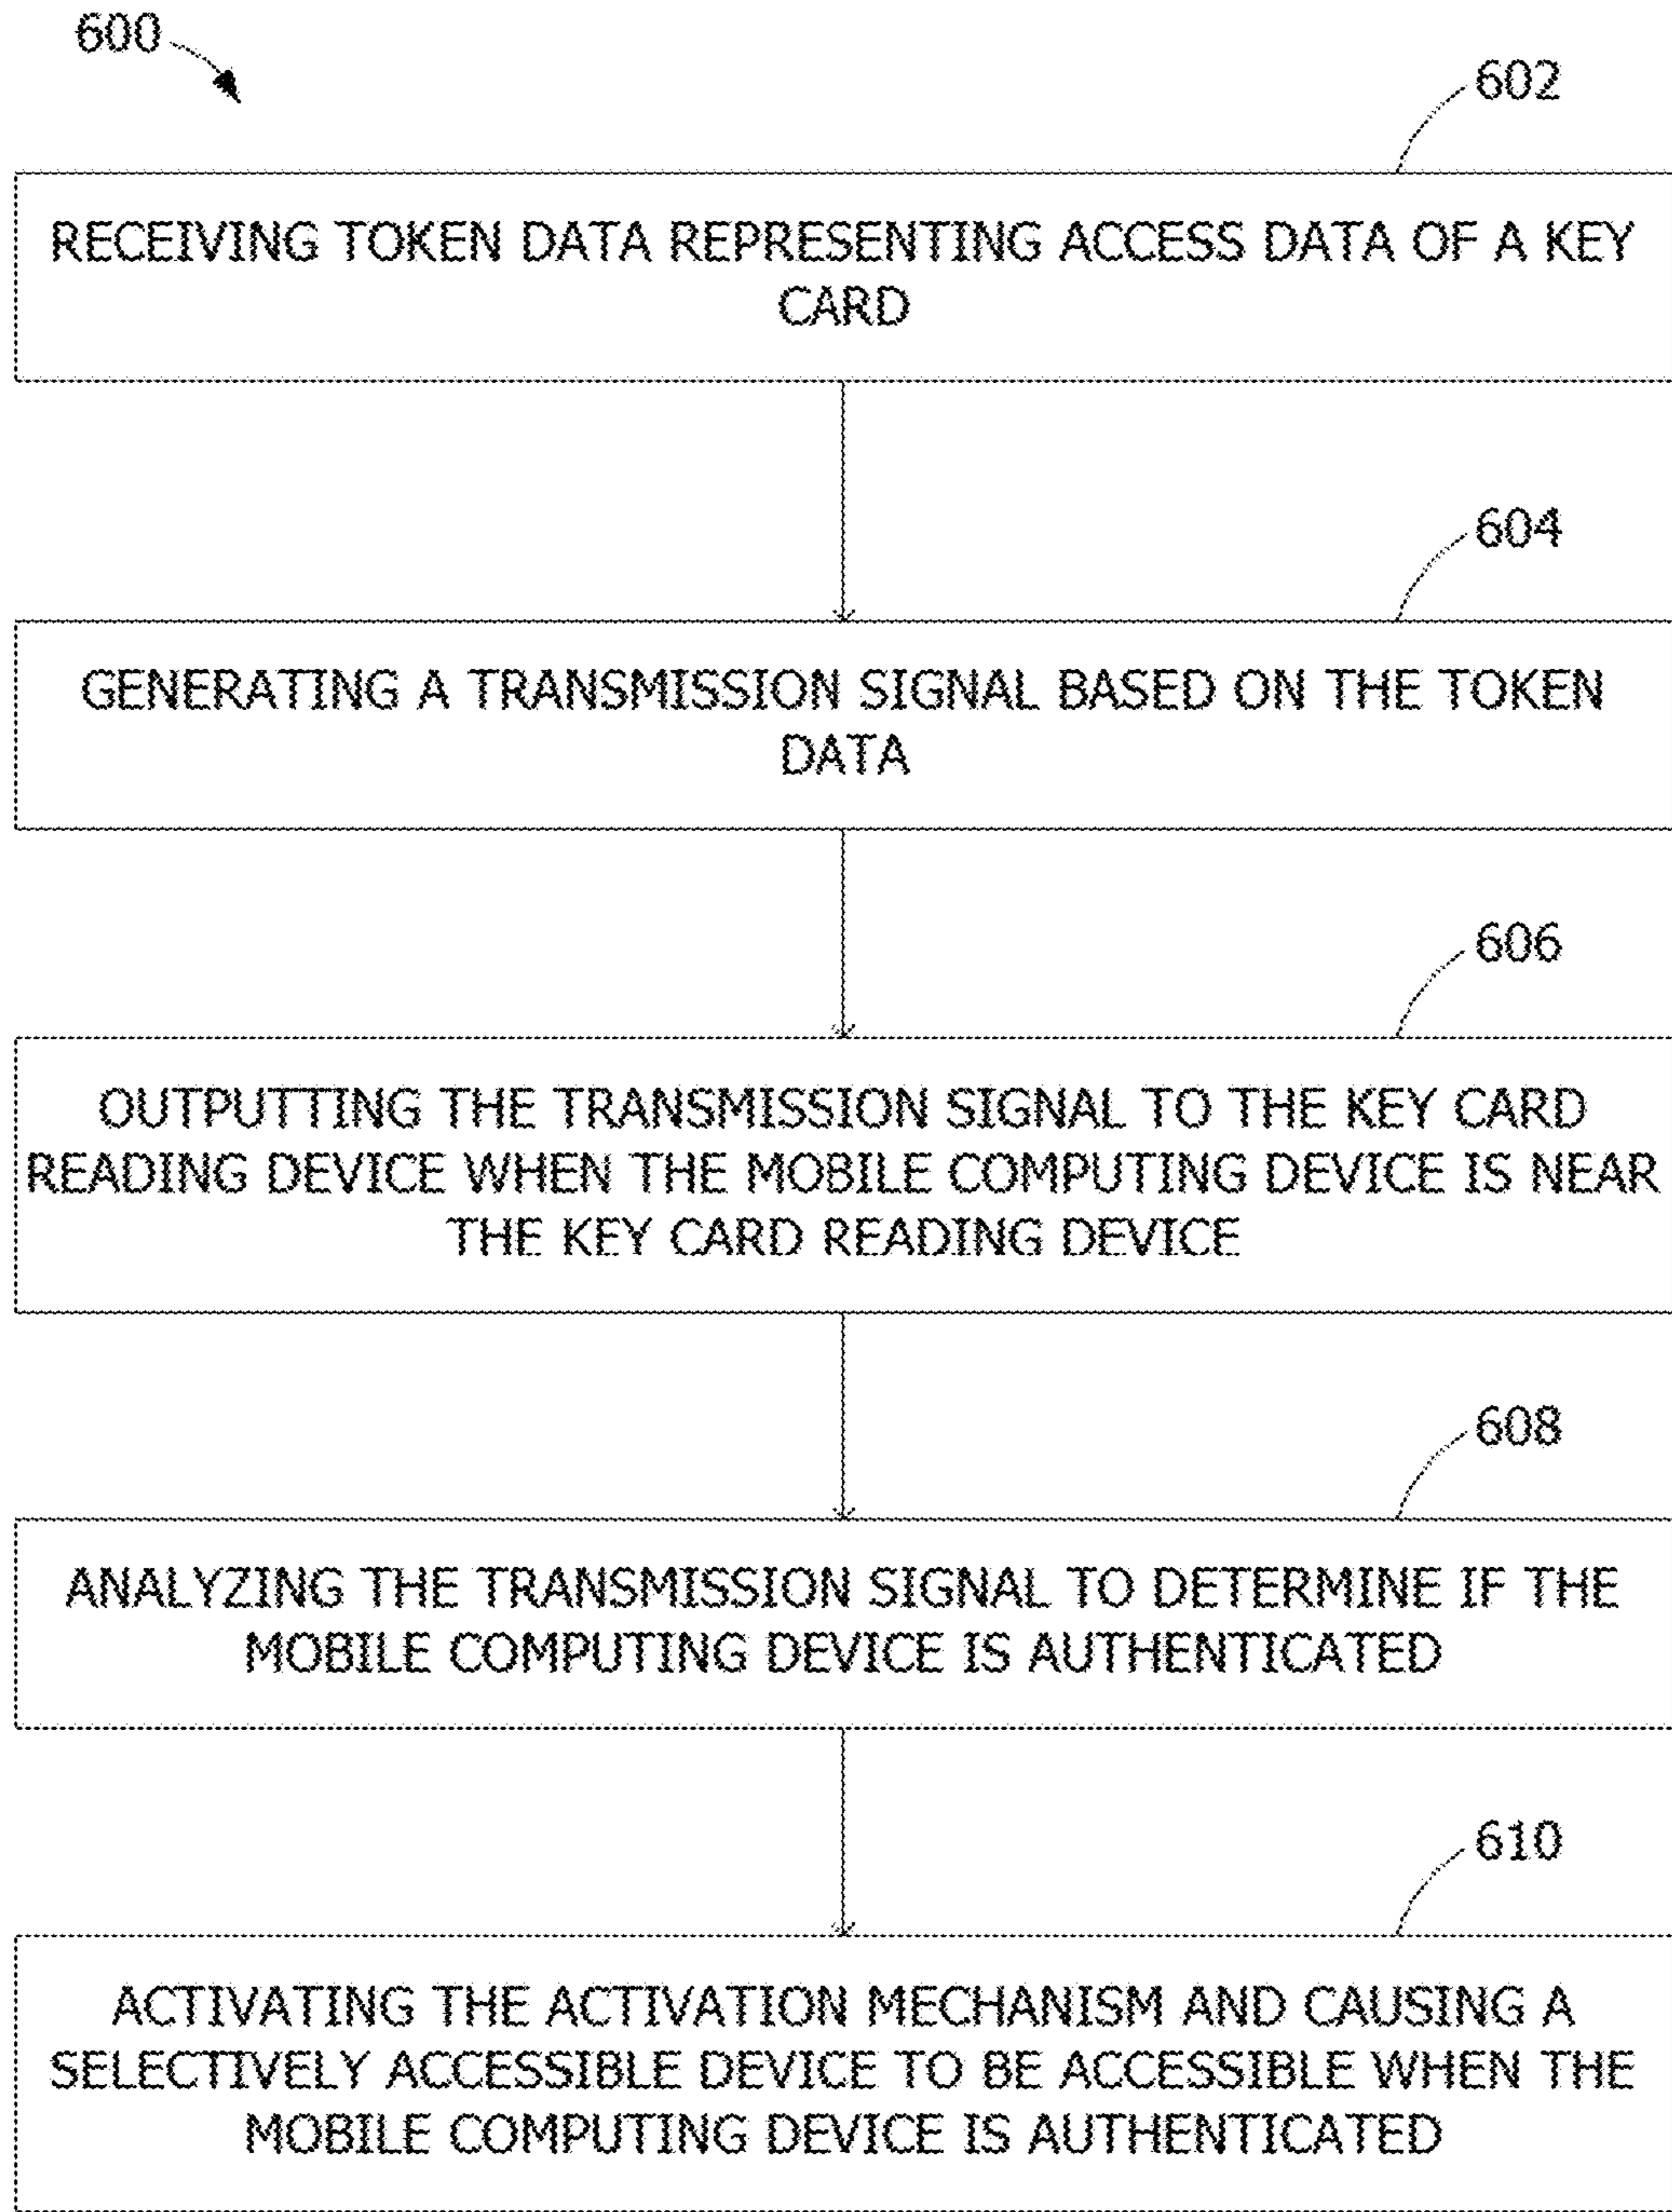 600
602
RECEIVING TOKEN DATA REPRESENTING ACCESS DATA OF A KEY
CARD
604
GENERATING A TRANSMISSION SIGNAL BASED ON THE TOKEN
DATA
606
OUTPUTTING THE TRANSMISSION SIGNAL TO THE KEY CARD
READING DEVICE WHEN THE MOBILE COMPUTING DEVICE IS NEAR
THE KEY CARD READING DEVICE
608
ANALYZING THE TRANSMISSION SIGNAL TO DETERMINE IF THE
MOBILE COMPUTING DEVICE IS AUTHENTICATED
610
ACTIVATING THE ACTIVATION MECHANISM AND CAUSING A
SELECTIVELY ACCESSIBLE DEVICE TO BE ACCESSIBLE WHEN THE
MOBILE COMPUTING DEVICE IS AUTHENTICATED